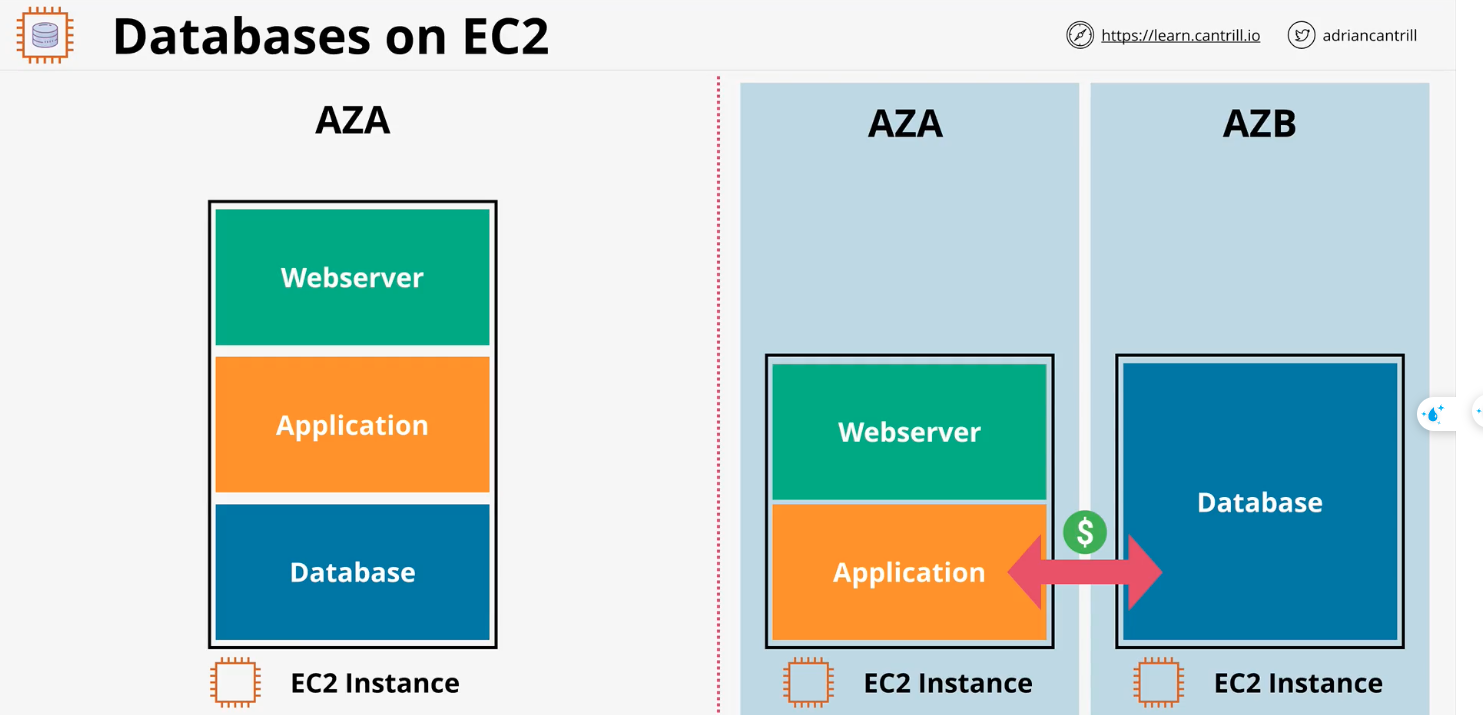 Databases on EC2
https://learn.cantrill.io
adriancantrill
AZA
Webserver
Application
Database
EC2 Instance
AZA
Webserver
Application
EC2 Instance
$
AZB
Database
EC2 Instance